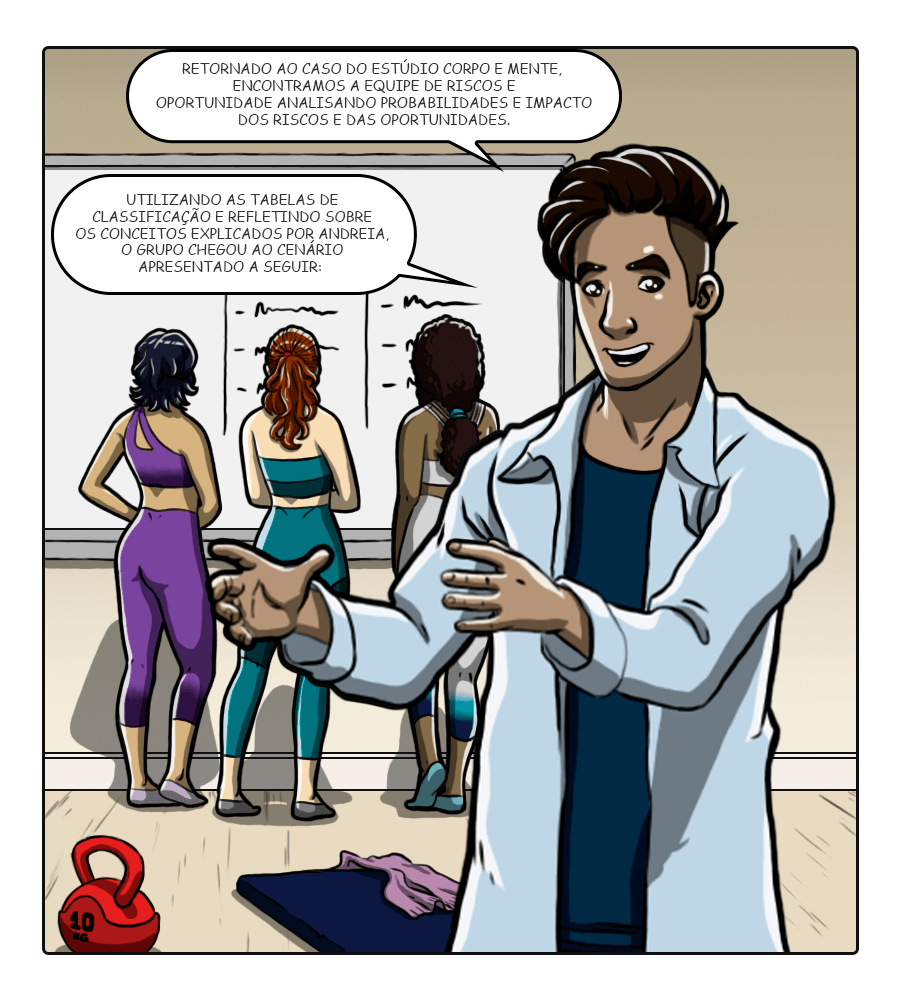 RETORNADO AO CASO DO ESTÚDIO CORPO E MENTE,
ENCONTRAMOS A EQUIPE DE RISCOS E
OPORTUNIDADE ANALISANDO PROBABILIDADES E IMPACTO
DOS RISCOS E DAS OPORTUNIDADES.
UTILIZANDO AS TABELAS DE
CLASSIFICAÇÃO E REFLETINDO SOBRE
OS CONCEITOS EXPLICADOS POR ANDREIA,
O GRUPO CHEGOU AO CENÁRIO
APRESENTADO A SEGUIR:
10
KG